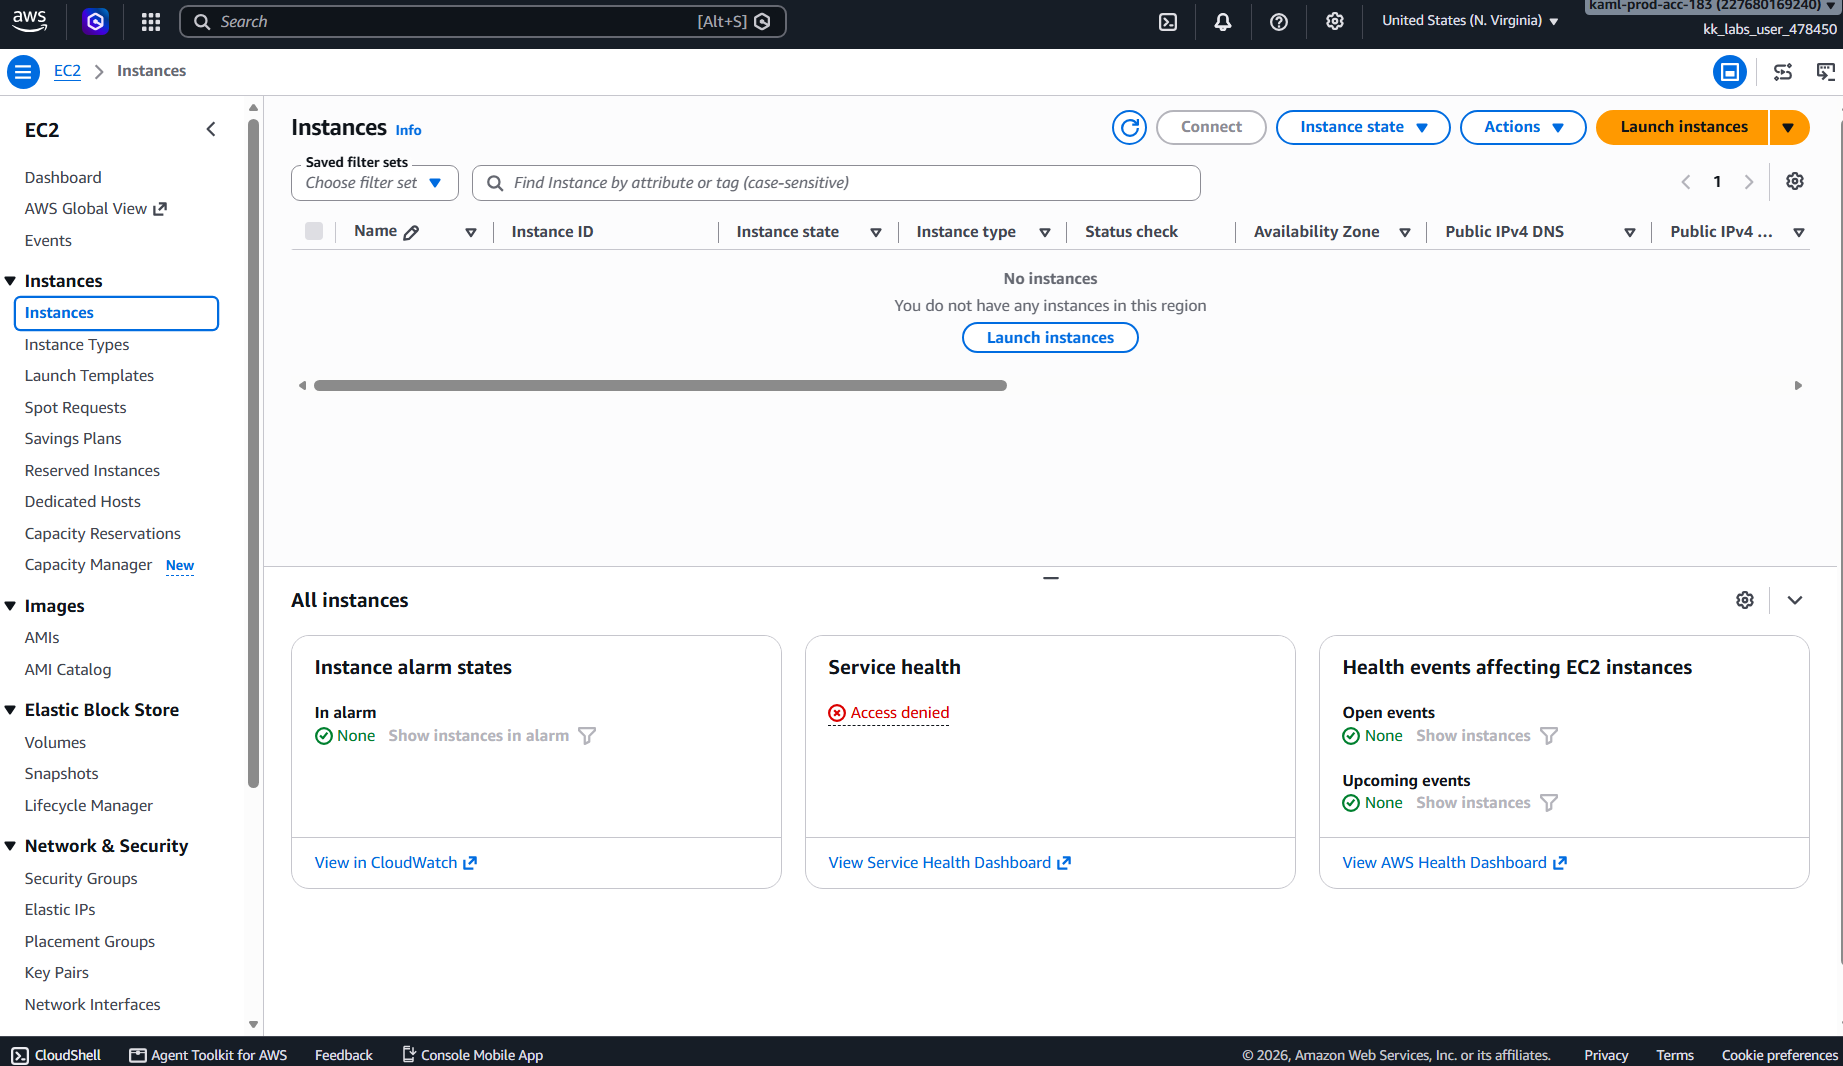 aws
Search
[Alt+S]
United States (N. Virginia)
kaml-prod-acc-183 (227680169240)
kk_labs_user_478450
EC2
Instances
EC2
Dashboard
AWS Global View
Events
Instances
Instances
Instance Types
Launch Templates
Spot Requests
Savings Plans
Reserved Instances
Dedicated Hosts
Capacity Reservations
Capacity Manager New
Images
AMIs
AMI Catalog
Elastic Block Store
Volumes
Snapshots
Lifecycle Manager
Network & Security
Security Groups
Elastic IPs
Placement Groups
Key Pairs
Network Interfaces
Instances Info
Connect
Instance state
Actions
Launch instances
Saved filter sets
Choose filter set
Find Instance by attribute or tag (case-sensitive)
1
Name
Instance ID
Instance state
Instance type
Status check
Availability Zone
Public IPv4 DNS
Public IPv4 ...
No instances
You do not have any instances in this region
Launch instances
All instances
Instance alarm states
In alarm
None Show instances in alarm
View in CloudWatch
Service health
Access denied
View Service Health Dashboard
Health events affecting EC2 instances
Open events
None Show instances
Upcoming events
None Show instances
View AWS Health Dashboard
CloudShell
Agent Toolkit for AWS
Feedback
Console Mobile App
© 2026, Amazon Web Services, Inc. or its affiliates.
Privacy
Terms
Cookie preferences